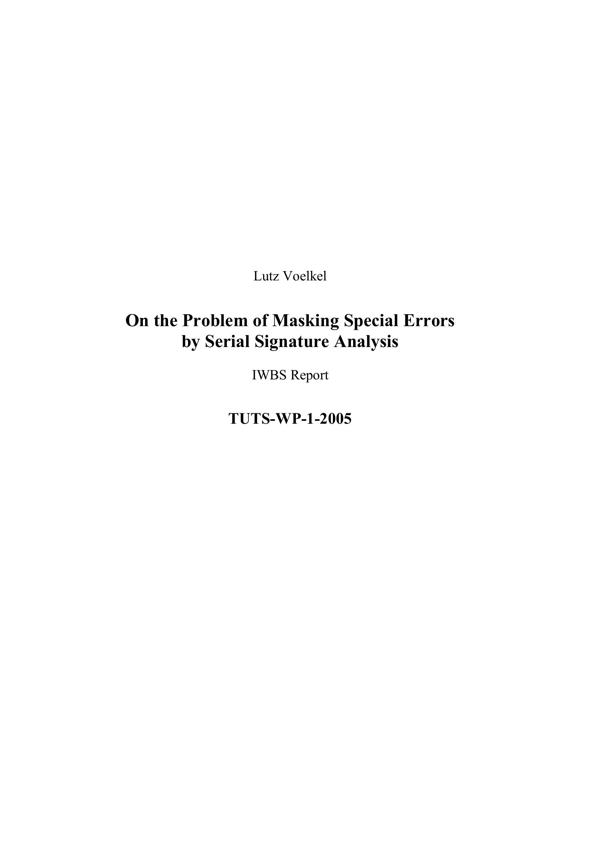 Lutz Voelkel
On the Problem of Masking Special Errors
by Serial Signature Analysis
IWBS Report
TUTS-WP-1-2005